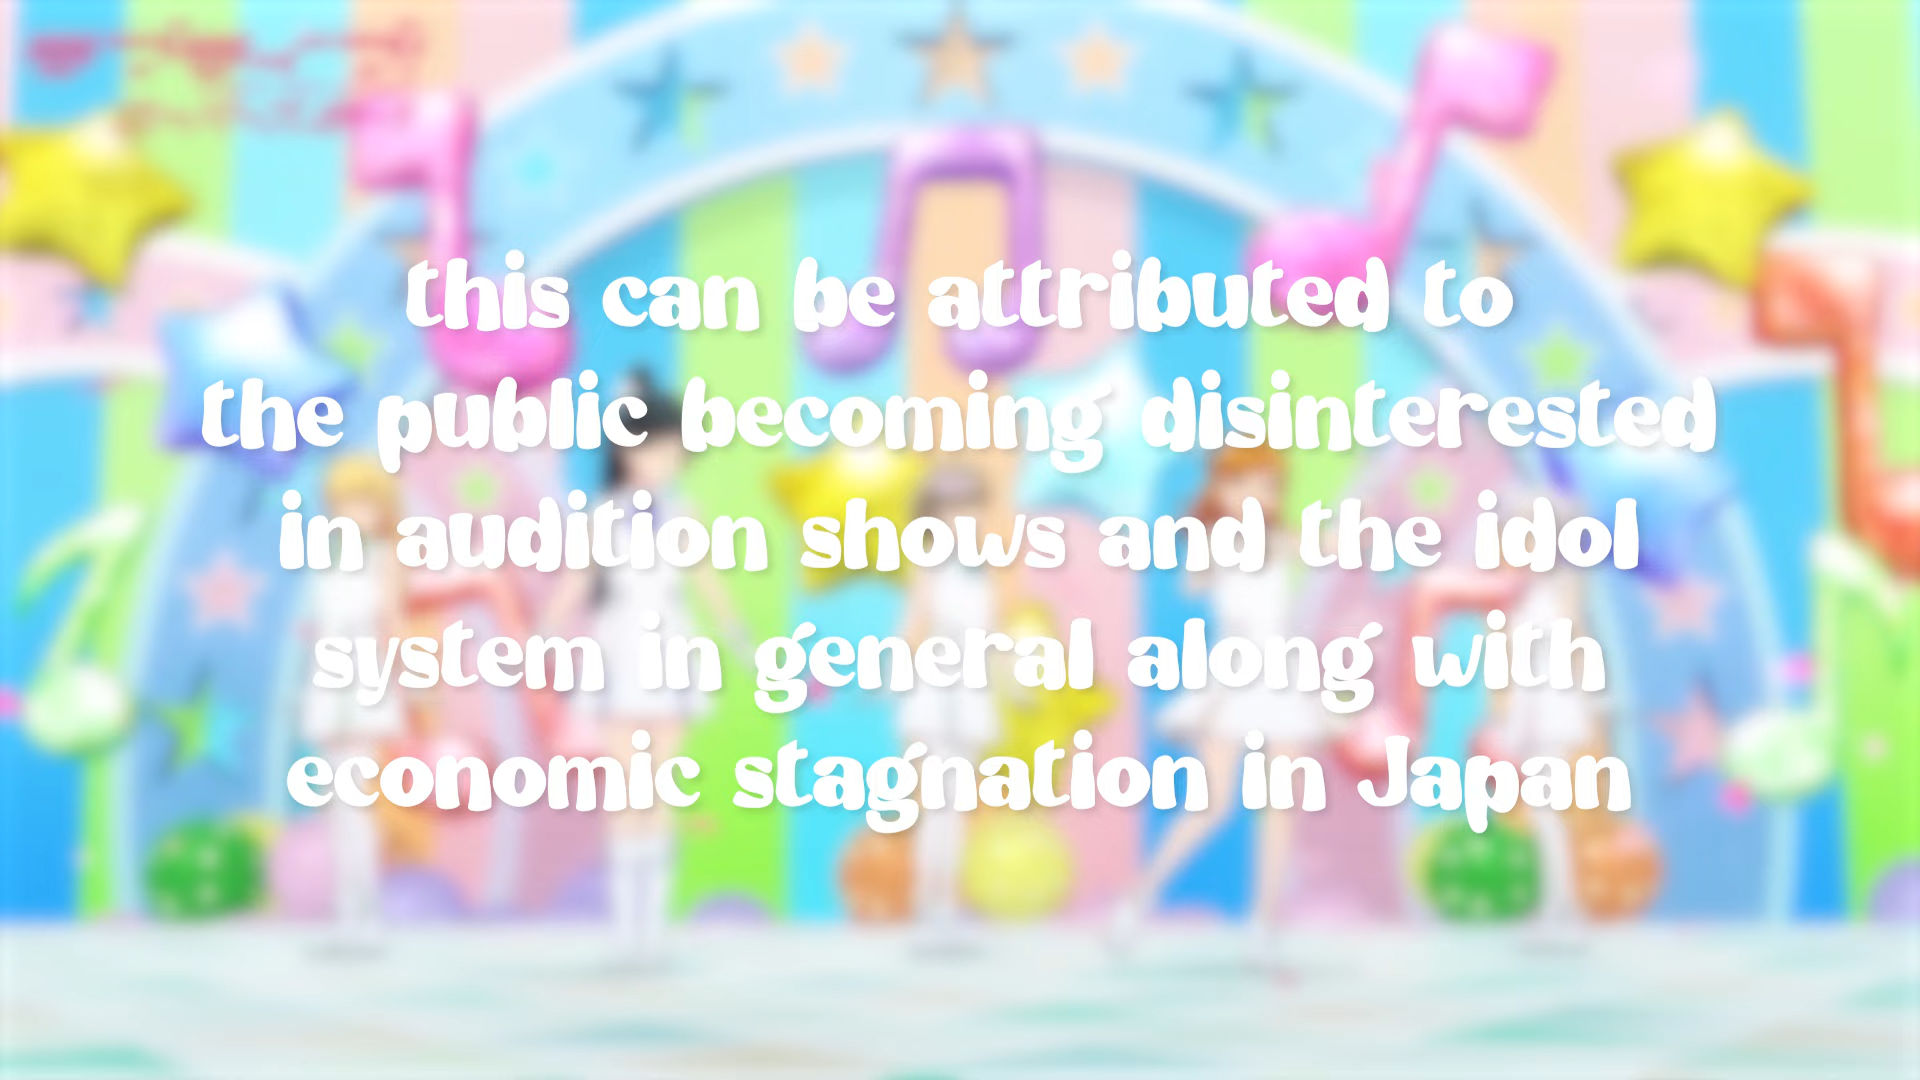 this can be attributed to
the public becoming disinterested
in audition shows and the idol
system in general along with
economic stagnation in Japan